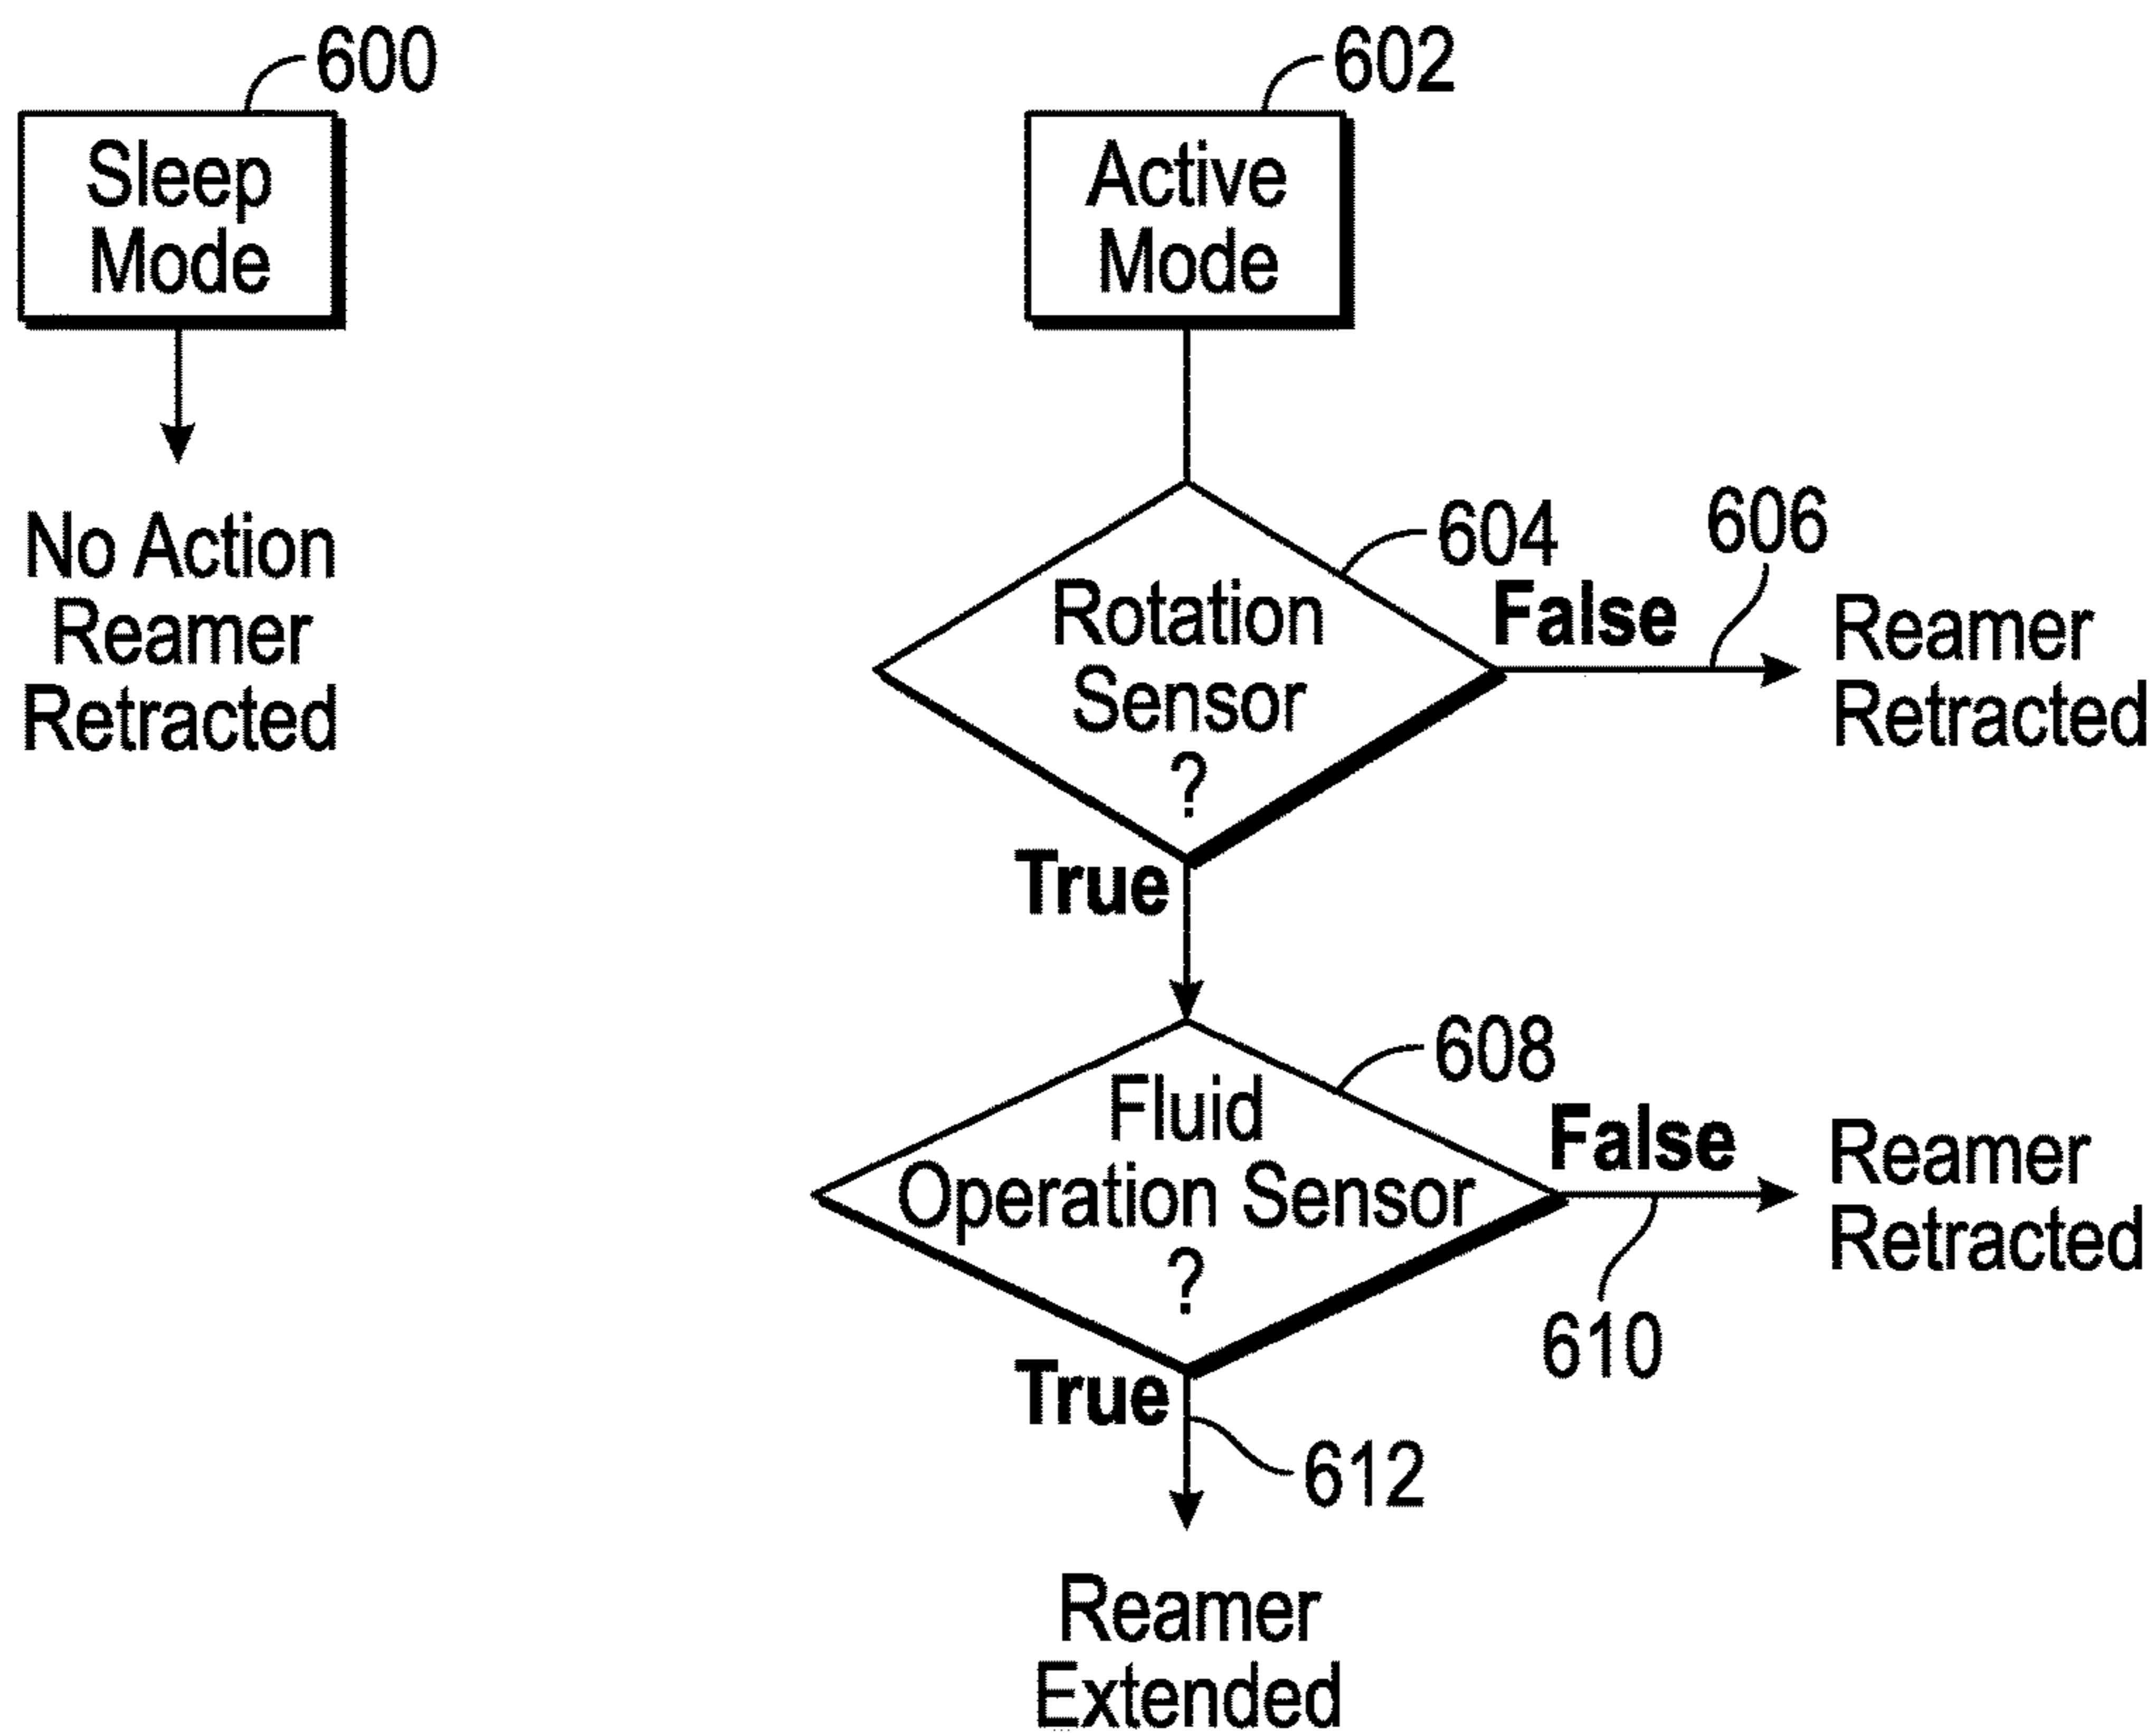 600
Sleep
Mode
No Action
Reamer
Retracted
602
Active
Mode
604
Rotation
Sensor
?
False
606
Reamer
Retracted
True
608
Fluid
Operation Sensor
?
False
610
Reamer
Retracted
True
612
Reamer
Extended